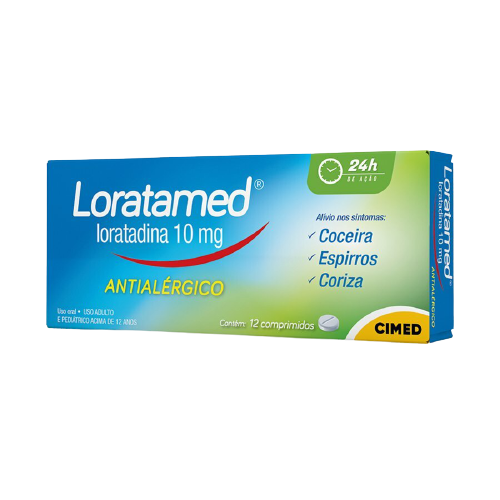 Loratamed®
loratadina 10 mg
ANTIALÉRGICO
Uso oral • USO ADULTO
E PEDIÁTRICO ACIMA DE 12 ANOS
24h
DE AÇÃO
Alívio nos sintomas:
Coceira
Espirros
Coriza
Contém: 12 comprimidos
CIMED
Loratamed®
loratadina 10 mg
ANTIALÉRGICO